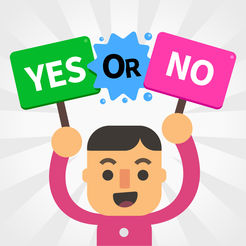 YES OR NO